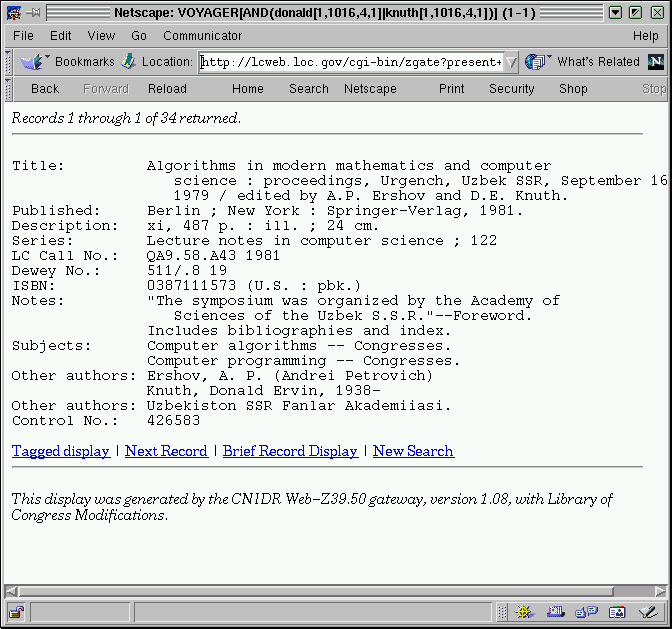 Netscape: VOYAGER[AND(donald[1,1016,4,1]|knuth[1,1016,4,1])] (1-1)
File Edit View Go Communicator Help
Bookmarks Location: http://lcweb.loc.gov/cgi-bin/zgate?present+ What's Related N
Back Forward Reload Home Search Netscape Print Security Shop Stop
Records 1 through 1 of 34 returned.
Title: Algorithms in modern mathematics and computer
science : proceedings, Urgench, Uzbek SSR, September 16
1979 / edited by A.P. Ershov and D.E. Knuth.
Published: Berlin ; New York : Springer-Verlag, 1981.
Description: xi, 487 p. : ill. ; 24 cm.
Series: Lecture notes in computer science ; 122
LC Call No.: QA9.58.A43 1981
Dewey No.: 511/.8 19
ISBN: 0387111573 (U.S. : pbk.)
Notes: "The symposium was organized by the Academy of
Sciences of the Uzbek S.S.R."--Foreword.
Includes bibliographies and index.
Subjects: Computer algorithms -- Congresses.
Computer programming -- Congresses.
Other authors: Ershov, A. P. (Andrei Petrovich)
Knuth, Donald Ervin, 1938-
Other authors: Uzbekiston SSR Fanlar Akademiiasi.
Control No.: 426583
Tagged display | Next Record | Brief Record Display | New Search
This display was generated by the CNIDR Web-Z39.50 gateway, version 1.08, with Library of
Congress Modifications.